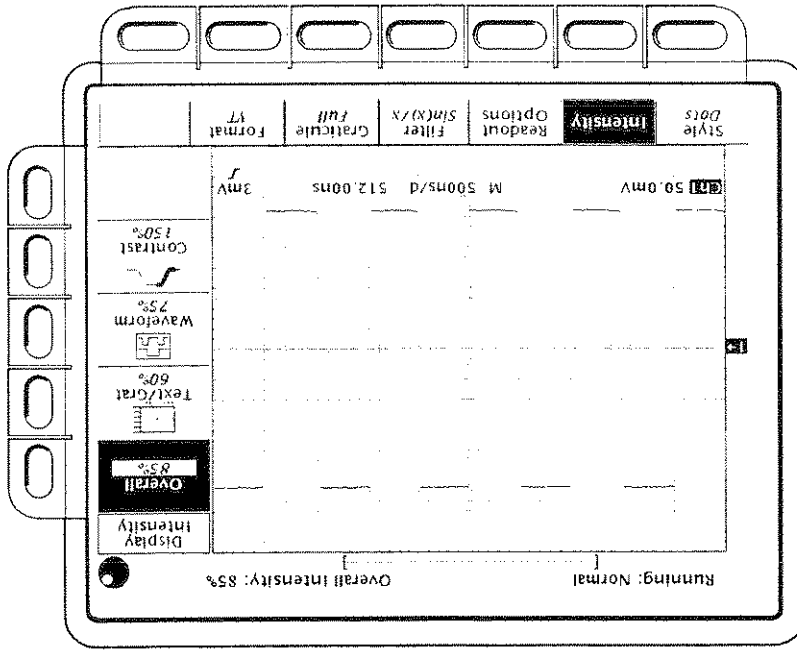 Running: Normal
Overall Intensity: 85%
Display
Intensity
Overall
85%
Text/Grat
60%
Waveform
75%
Contrast
150%
1→
Ch1 50.0mV
M 500ns/d
512.00ns
3mV
Style
Dots
Intensity
Readout
Options
Filter
Sin(x)/x
Graticule
Full
Format
YT